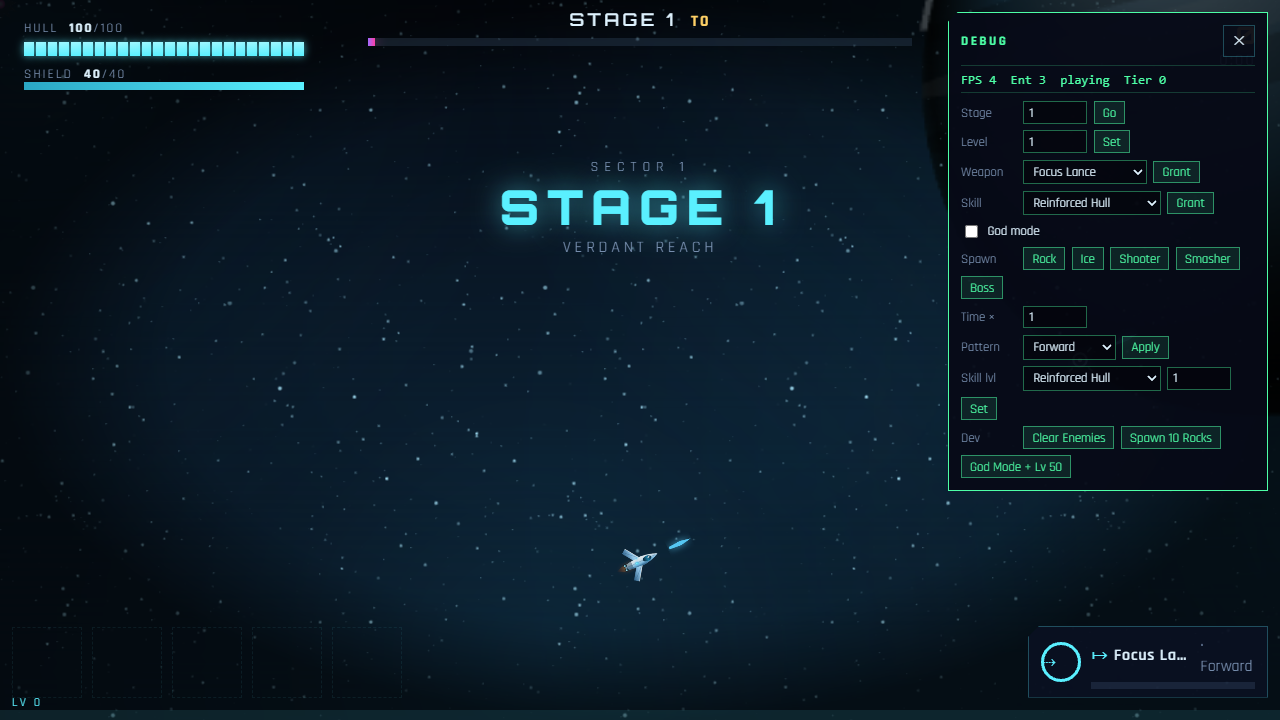 HULL 100/100
SHIELD 40/40
STAGE 1 T0
SECTOR 1
STAGE 1
VERDANT REACH
DEBUG
FPS 4 Ent 3 playing Tier 0
Stage 1 Go
Level 1 Set
Weapon Focus Lance Grant
Skill Reinforced Hull Grant
God mode
Spawn Rock Ice Shooter Smasher
Boss
Time × 1
Pattern Forward Apply
Skill lvl Reinforced Hull 1
Set
Dev Clear Enemies Spawn 10 Rocks
God Mode + Lv 50
↦ Focus La… ·
Forward
LV 0